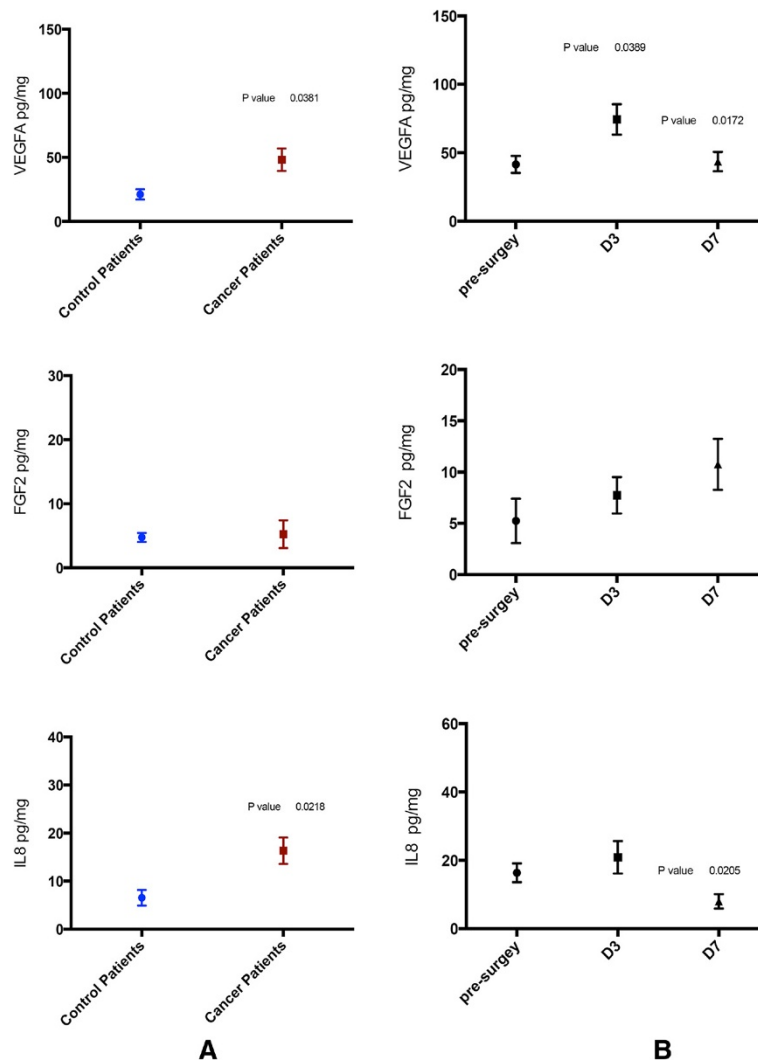 150
100
50
0
VEGFA pg/mg
P value 0.0381
Control Patients
Cancer Patients
150
100
50
0
VEGFA pg/mg
P value 0.0389
P value 0.0172
pre-surgey
D3
D7
30
20
10
0
FGF2 pg/mg
Control Patients
Cancer Patients
20
15
10
5
0
FGF2 pg/mg
pre-surgey
D3
D7
40
30
20
10
0
IL8 pg/mg
P value 0.0218
Control Patients
Cancer Patients
60
40
20
0
IL8 pg/mg
P value 0.0205
pre-surgey
D3
D7
A
B